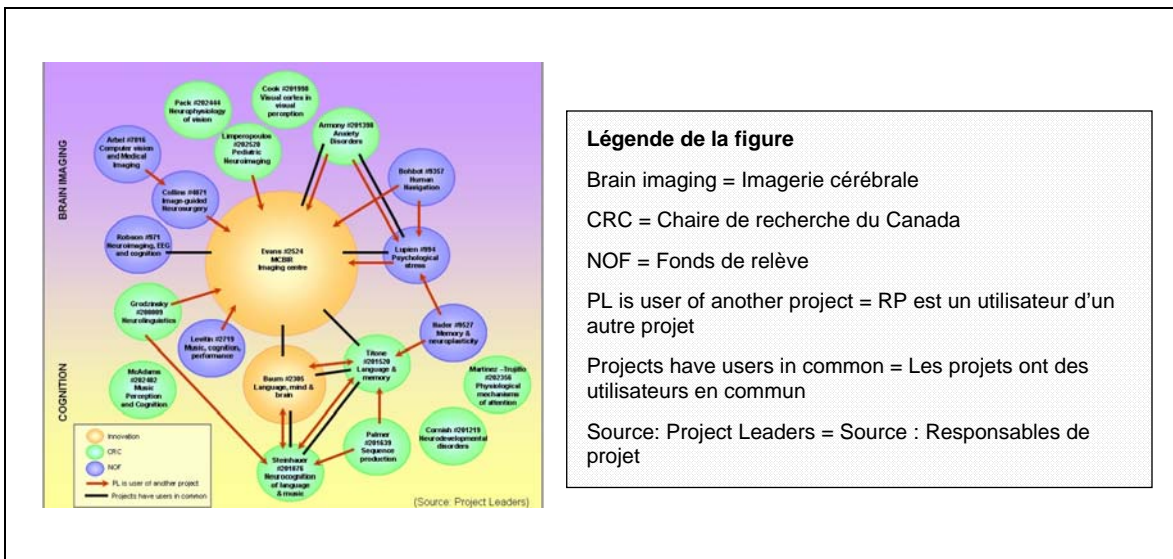 BRAIN IMAGING
COGNITION
Pack #202444
Neurophysiology
of vision
Cook #201998
Visual cortex in
visual
perception
Armony #201398
Anxiety
Disorders
Limperopoulos
#202520
Pediatric
Neuroimaging
Arbel #7016
Computer vision
and Medical
Imaging
Collins #4071
Image-guided
Neurosurgery
Bohbot #9357
Human
Navigation
Robson #971
Neuroimaging, EEG
and cognition
Evans #2524
MCBIR
Imaging centre
Lupien #994
Psychological
stress
Grodzinsky
#200089
Neurolinguistics
Levitin #2719
Music, cognition,
performance
Nader #9527
Memory &
neuroplasticity
Titone
#201520
Language &
memory
Baum #2305
Language, mind &
brain
McAdams
#202402
Music
Perception
and Cognition
Martinez –Trujillo
#202356
Physiological
mechanisms
of attention
Palmer
#201639
Sequence
production
Cornish #201219
Neurodevelopmental
disorders
Steinhauer
#201876
Neurocognition
of language
& music
Innovation
CRC
NOF
PL is user of another project
Projects have users in common
(Source: Project Leaders)
Légende de la figure
Brain imaging = Imagerie cérébrale
CRC = Chaire de recherche du Canada
NOF = Fonds de relève
PL is user of another project = RP est un utilisateur d'un
autre projet
Projects have users in common = Les projets ont des
utilisateurs en commun
Source: Project Leaders = Source : Responsables de
projet